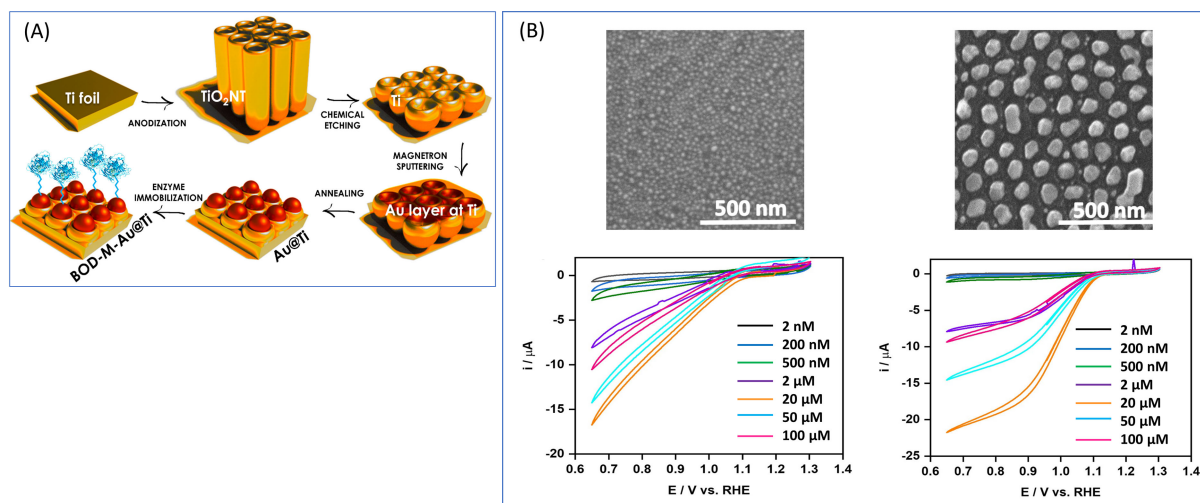 (A)
Ti foil
ANODIZATION
TiO2NT
CHEMICAL
ETCHING
Ti
MAGNETRON
SPUTTERING
Au layer at Ti
ANNEALING
Au@Ti
ENZYME
IMMOBILIZATION
BOD-M-Au@Ti
(B)
500 nm
500 nm
0
-5
-10
-15
-20
i / µA
2 nM
200 nM
500 nM
2 µM
20 µM
50 µM
100 µM
0.6 0.7 0.8 0.9 1.0 1.1 1.2 1.3 1.4
E / V vs. RHE
0
-5
-10
-15
-20
-25
i / µA
2 nM
200 nM
500 nM
2 µM
20 µM
50 µM
100 µM
0.6 0.7 0.8 0.9 1.0 1.1 1.2 1.3 1.4
E / V vs. RHE